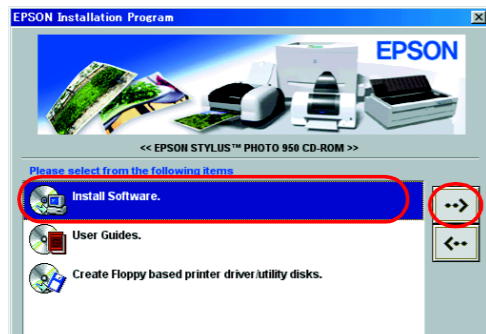 EPSON Installation Program
EPSON
<< EPSON STYLUS™ PHOTO 950 CD-ROM >>
Please select from the following items
Install Software.
User Guides.
Create Floppy based printer driver/utility disks.